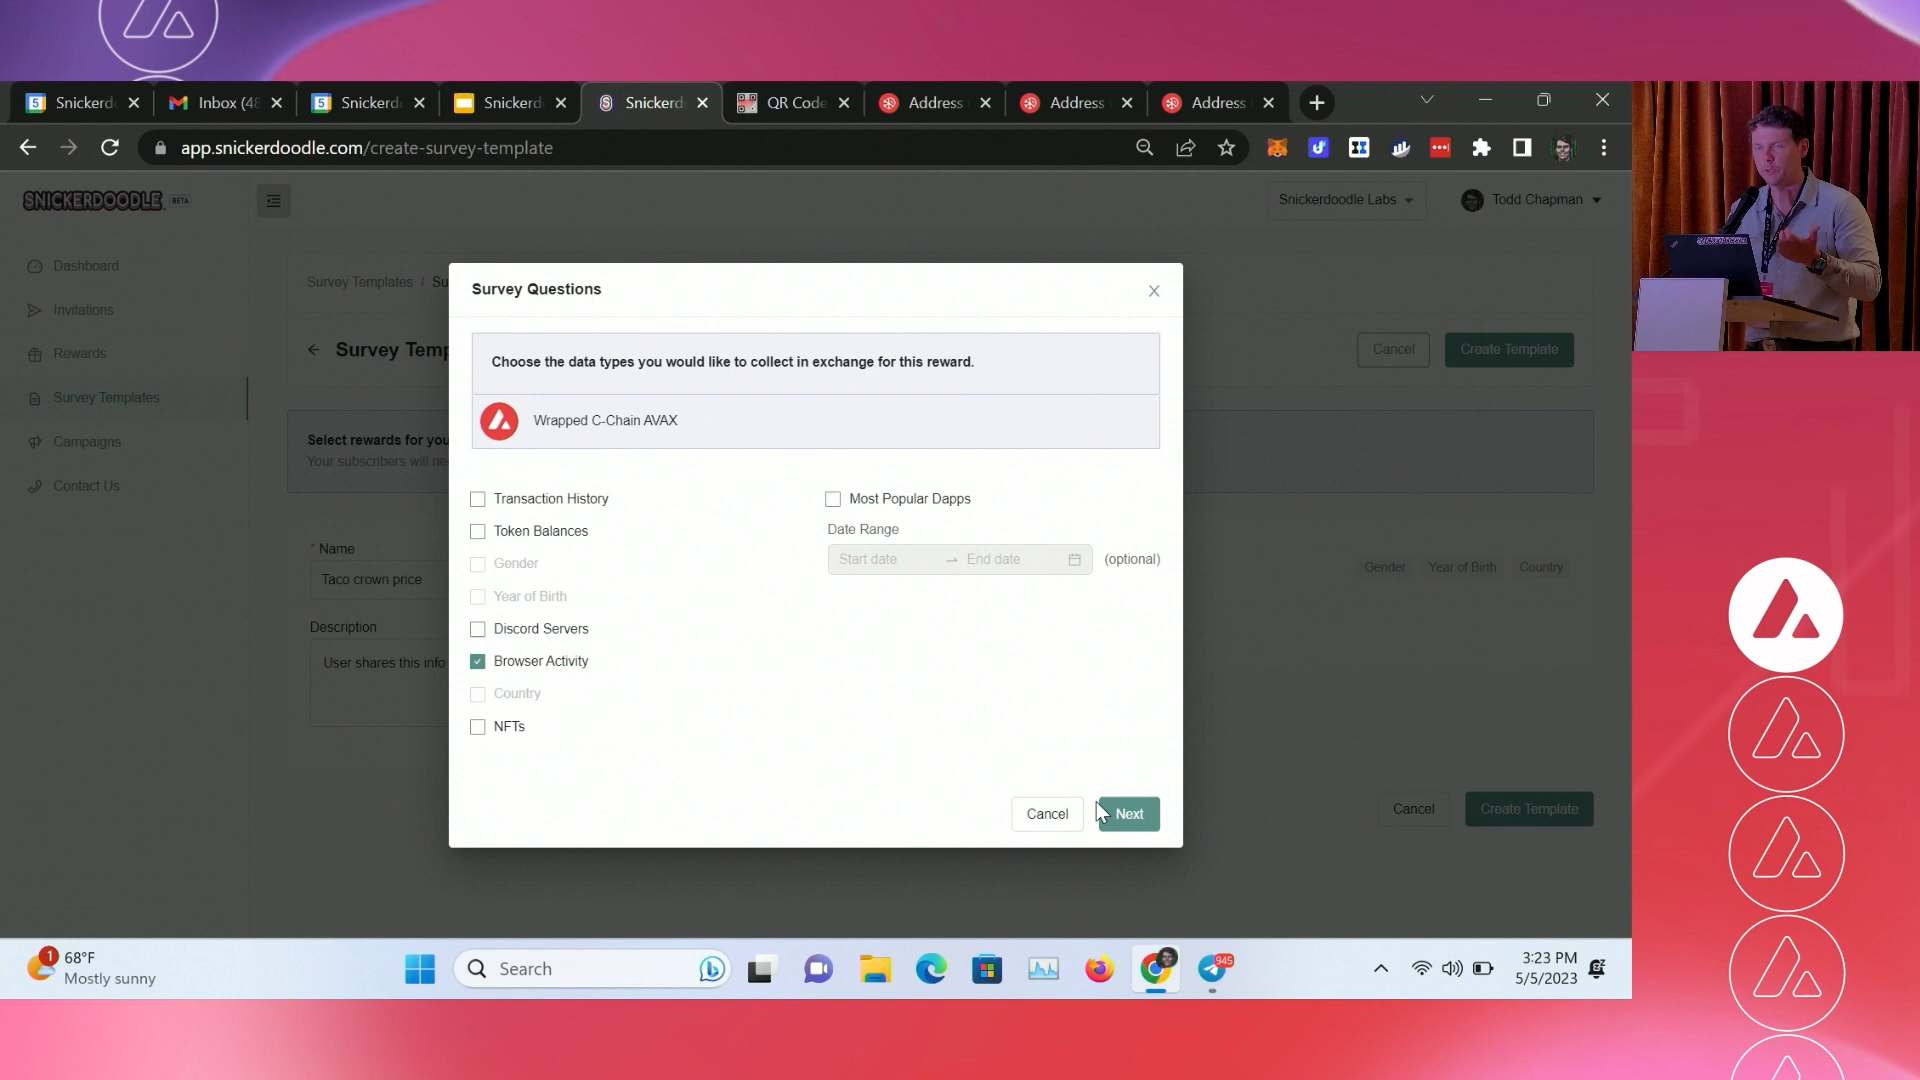 Snickerd
Inbox (48
Snickerd
Snickerd
Snickerd
QR Code
Address
Address
Address
app.snickerdoodle.com/create-survey-template
SNICKERDOODLE BETA
Snickerdoodle Labs
Todd Chapman
Dashboard
Invitations
Rewards
Survey Templates
Campaigns
Contact Us
Survey Templates / Su
Survey Temp
Cancel
Create Template
Select rewards for you
Your subscribers will ne
* Name
Taco crown price
Gender
Year of Birth
Country
Description
User shares this info
Cancel
Create Template
Survey Questions
Choose the data types you would like to collect in exchange for this reward.
Wrapped C-Chain AVAX
Transaction History
Token Balances
Gender
Year of Birth
Discord Servers
Browser Activity
Country
NFTs
Most Popular Dapps
Date Range
Start date
End date
(optional)
Cancel
Next
1
68°F
Mostly sunny
Search
945
3:23 PM
5/5/2023
SNICKERDOODLE